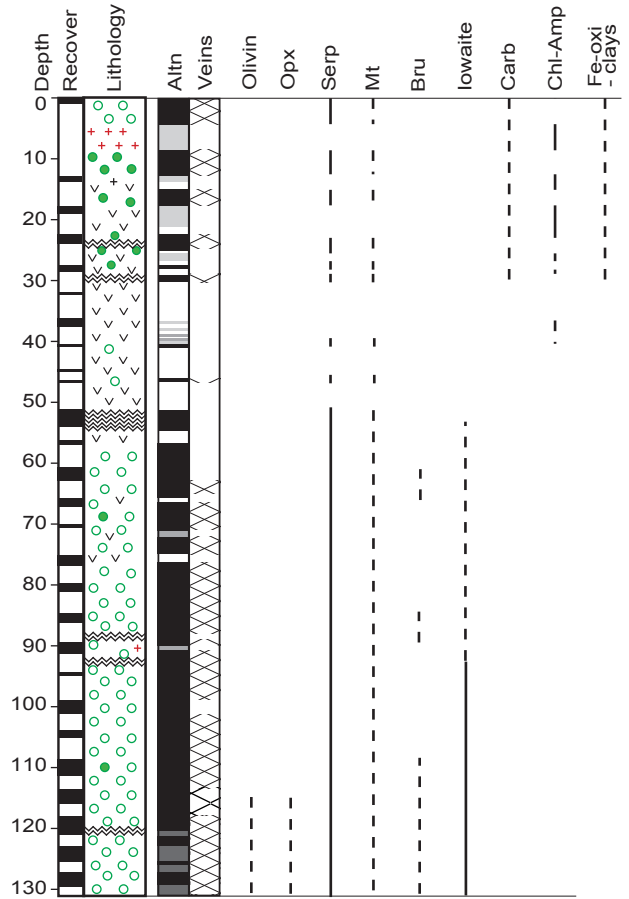 Depth
Recover
Lithology
Altn
Veins
Olivin
Opx
Serp
Mt
Bru
Iowaite
Carb
Chl-Amp
Fe-oxi
- clays
0
10
20
30
40
50
60
70
80
90
100
110
120
130